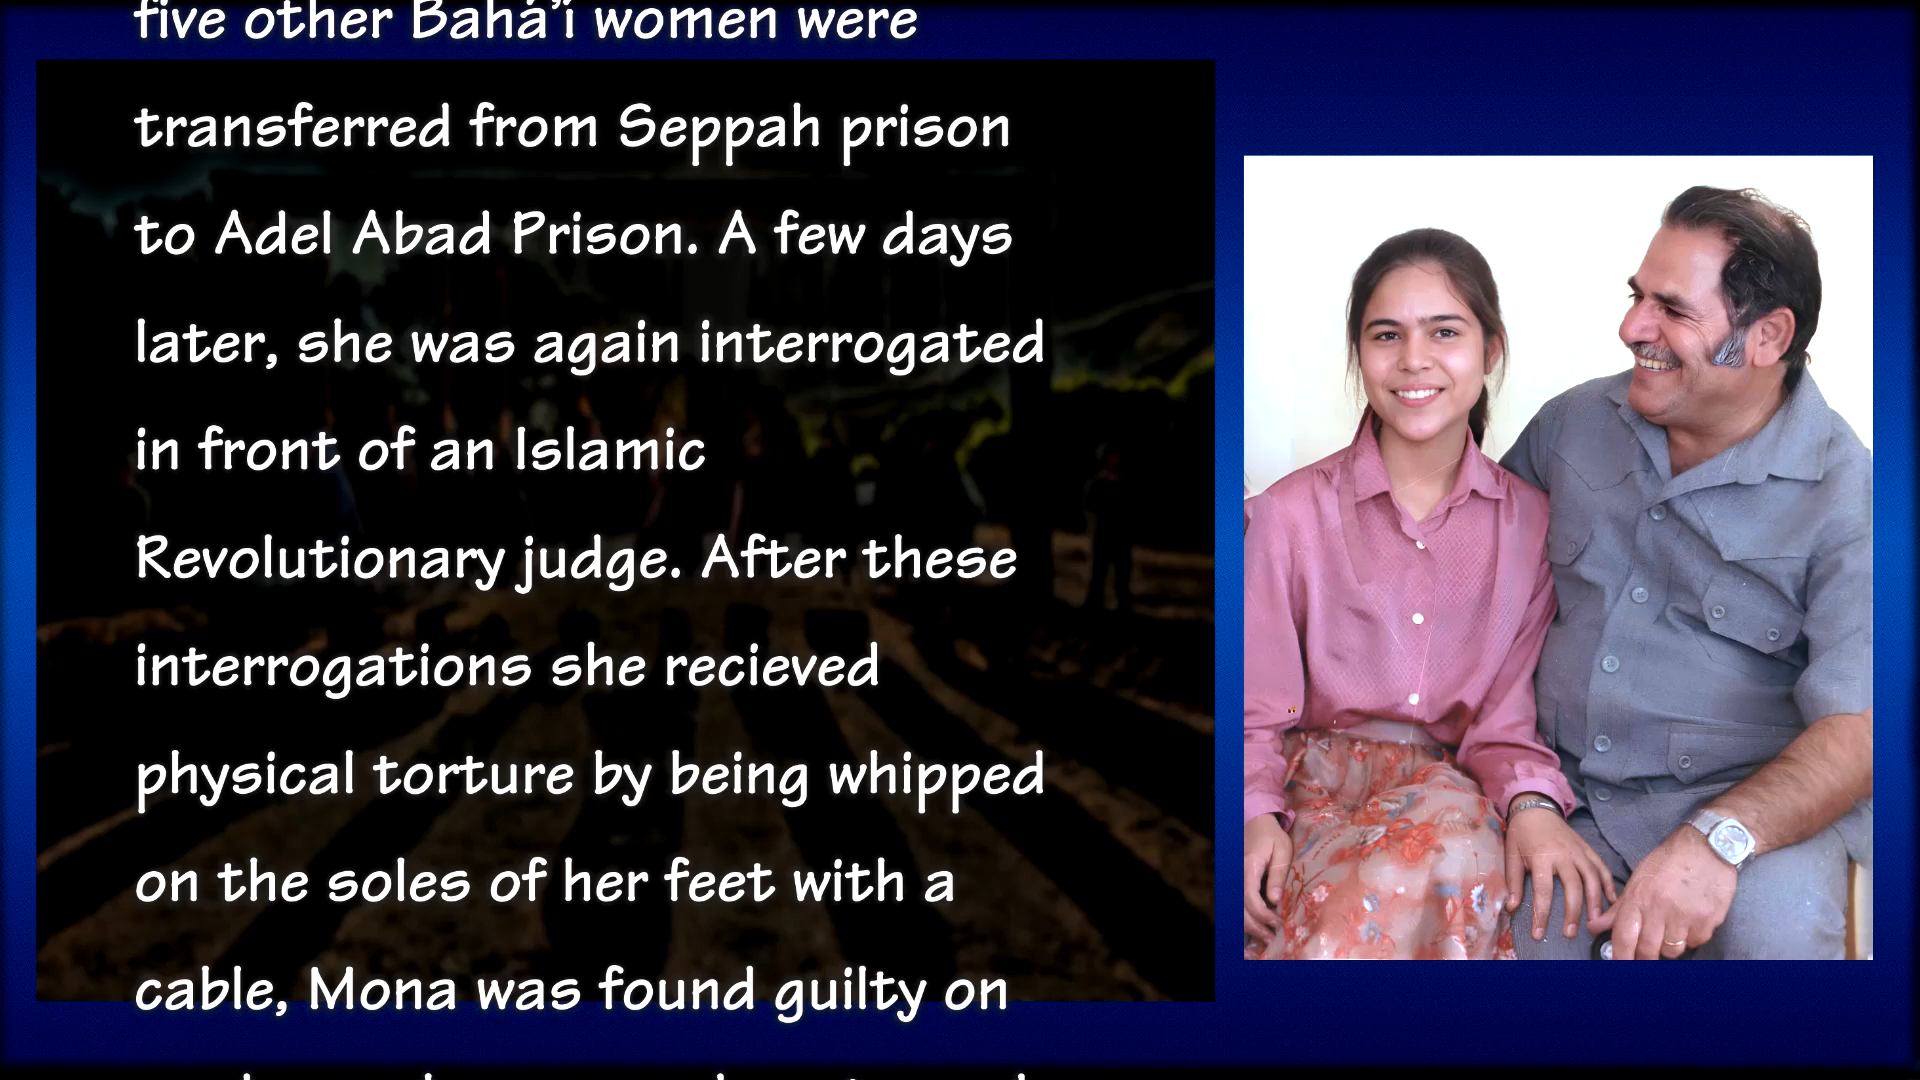 five other Bahá'í women were
transferred from Seppah prison
to Adel Abad Prison. A few days
later, she was again interrogated
in front of an Islamic
Revolutionary judge. After these
interrogations she recieved
physical torture by being whipped
on the soles of her feet with a
cable, Mona was found guilty on